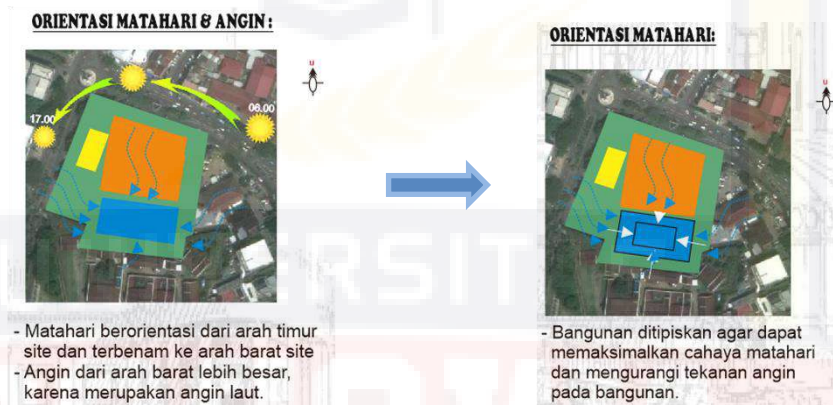 ORIENTASI MATAHARI & ANGIN :
u
06.00
17.00
- Matahari berorientasi dari arah timur
site dan terbenam ke arah barat site
- Angin dari arah barat lebih besar,
karena merupakan angin laut.
ORIENTASI MATAHARI:
u
- Bangunan ditipiskan agar dapat
memaksimalkan cahaya matahari
dan mengurangi tekanan angin
pada bangunan.